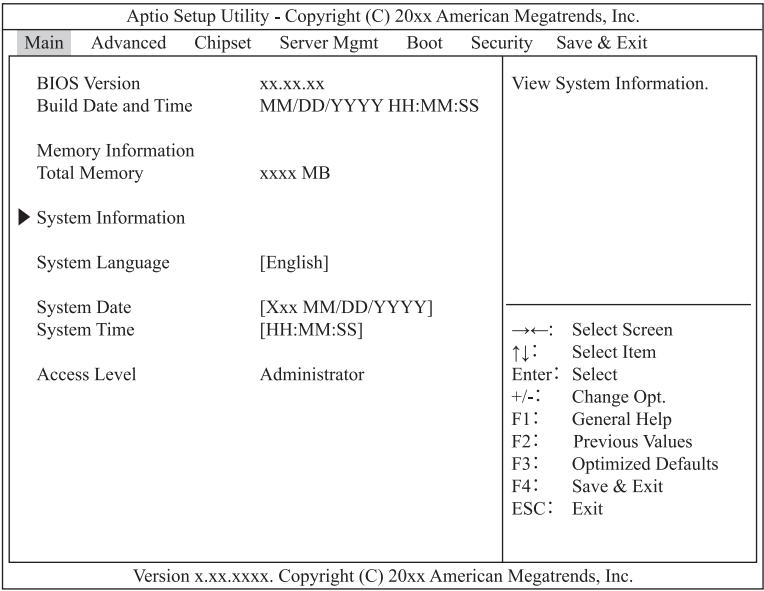 Aptio Setup Utility - Copyright (C) 20xx American Megatrends, Inc.
Main Advanced Chipset Server Mgmt Boot Security Save & Exit
BIOS Version xx.xx.xx
Build Date and Time MM/DD/YYYY HH:MM:SS
Memory Information
Total Memory xxxx MB
▶ System Information
System Language [English]
System Date [Xxx MM/DD/YYYY]
System Time [HH:MM:SS]
Access Level Administrator
View System Information.
→←: Select Screen
↑↓: Select Item
Enter: Select
+/-: Change Opt.
F1: General Help
F2: Previous Values
F3: Optimized Defaults
F4: Save & Exit
ESC: Exit
Version x.xx.xxxx. Copyright (C) 20xx American Megatrends, Inc.